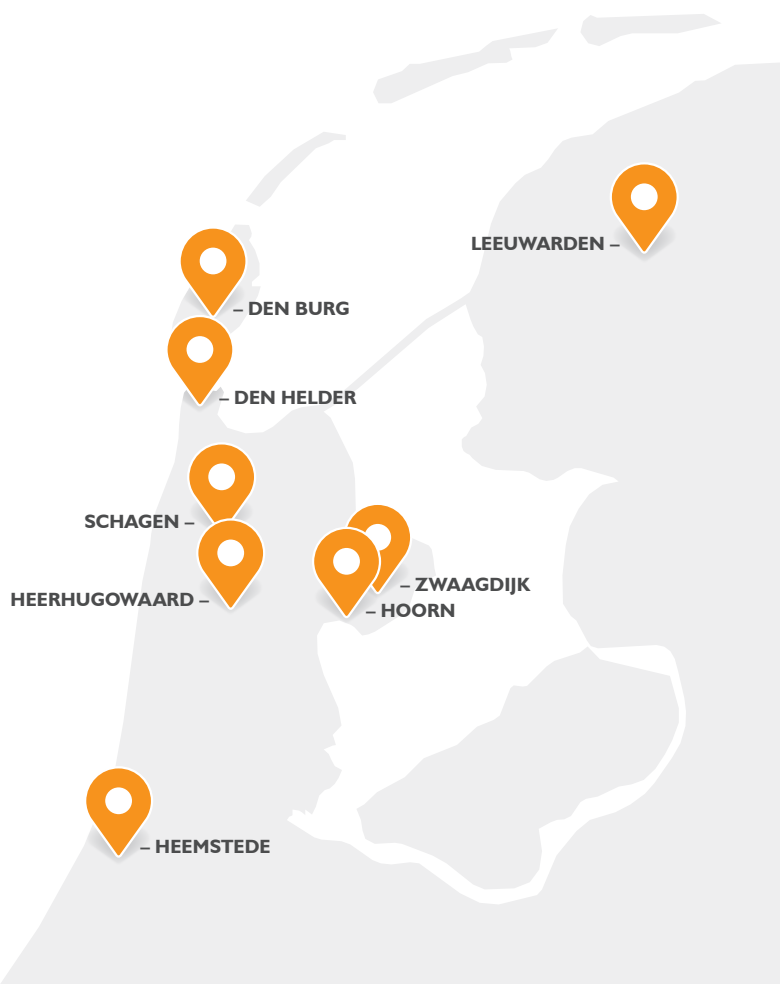 LEEUWARDEN –
– DEN BURG
– DEN HELDER
SCHAGEN –
– ZWAAGDIJK
HEERHUGOWAARD –
– HOORN
– HEEMSTEDE